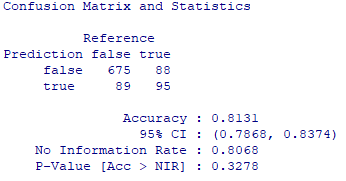 Confusion Matrix and Statistics
Reference
Prediction false true
false 675 88
true 89 95
Accuracy : 0.8131
95% CI : (0.7868, 0.8374)
No Information Rate : 0.8068
P-Value [Acc > NIR] : 0.3278